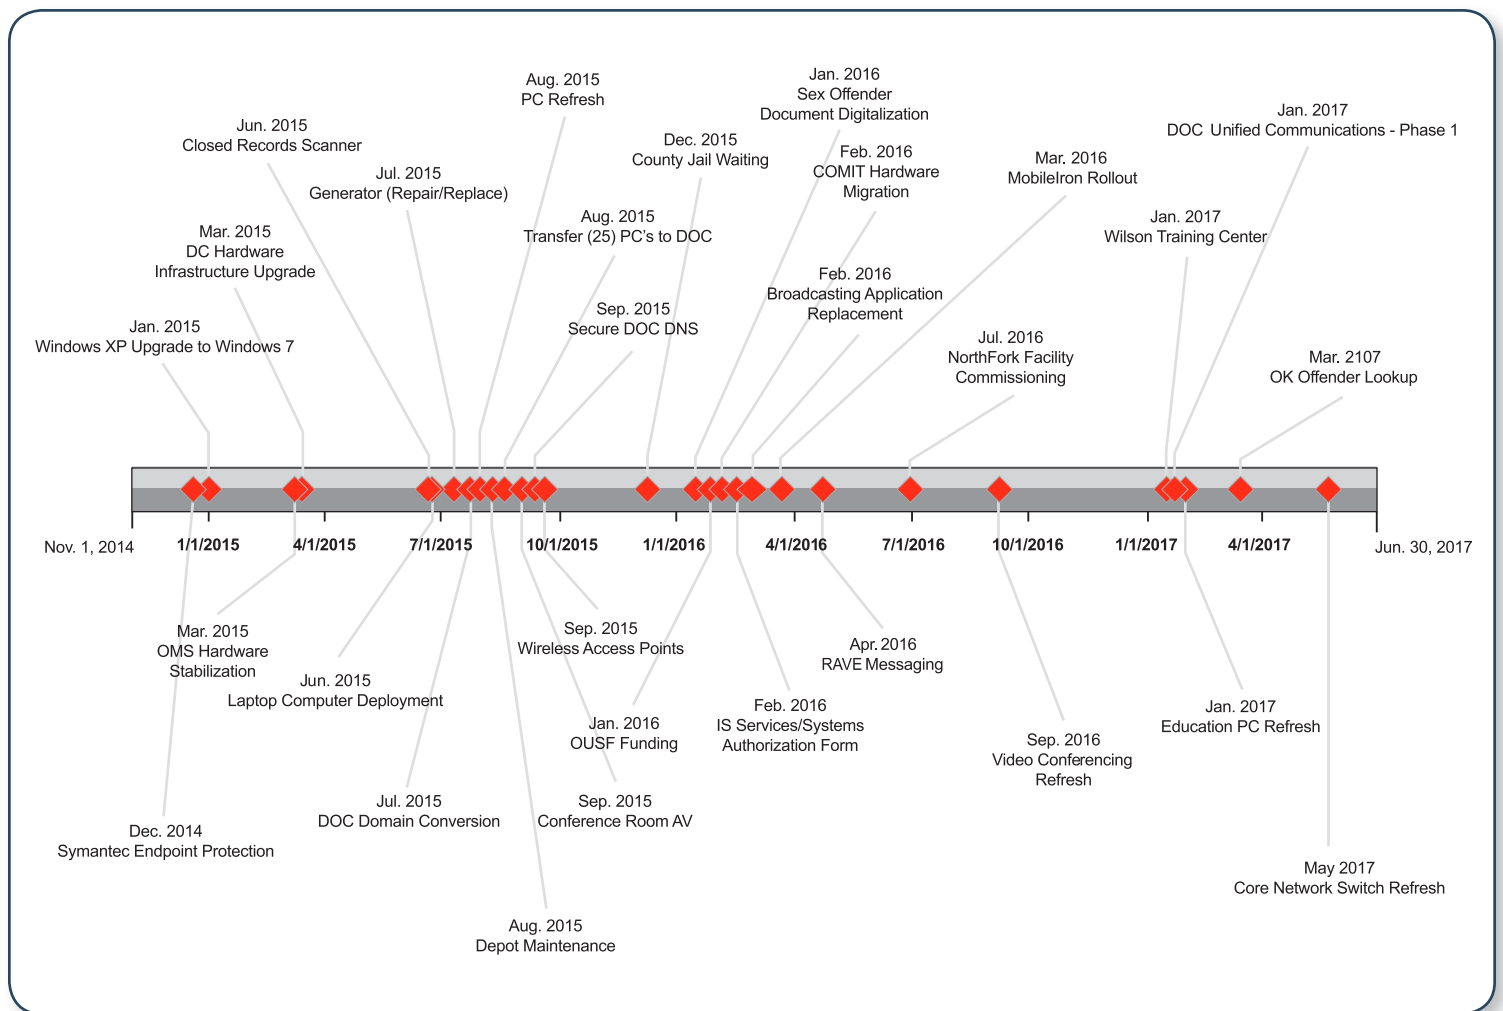 Jan. 2016
Sex Offender
Document Digitalization
Aug. 2015
PC Refresh
Jan. 2017
DOC Unified Communications - Phase 1
Jun. 2015
Closed Records Scanner
Dec. 2015
County Jail Waiting
Feb. 2016
COMIT Hardware
Migration
Mar. 2016
MobileIron Rollout
Jul. 2015
Generator (Repair/Replace)
Aug. 2015
Transfer (25) PC's to DOC
Jan. 2017
Wilson Training Center
Mar. 2015
DC Hardware
Infrastructure Upgrade
Feb. 2016
Broadcasting Application
Replacement
Sep. 2015
Secure DOC DNS
Jan. 2015
Windows XP Upgrade to Windows 7
Jul. 2016
NorthFork Facility
Commissioning
Mar. 2107
OK Offender Lookup
Nov. 1, 2014
1/1/2015
4/1/2015
7/1/2015
10/1/2015
1/1/2016
4/1/2016
7/1/2016
10/1/2016
1/1/2017
4/1/2017
Jun. 30, 2017
Mar. 2015
OMS Hardware
Stabilization
Sep. 2015
Wireless Access Points
Apr. 2016
RAVE Messaging
Jun. 2015
Laptop Computer Deployment
Jan. 2016
OUSF Funding
Feb. 2016
IS Services/Systems
Authorization Form
Jan. 2017
Education PC Refresh
Sep. 2016
Video Conferencing
Refresh
Jul. 2015
DOC Domain Conversion
Sep. 2015
Conference Room AV
Dec. 2014
Symantec Endpoint Protection
May 2017
Core Network Switch Refresh
Aug. 2015
Depot Maintenance